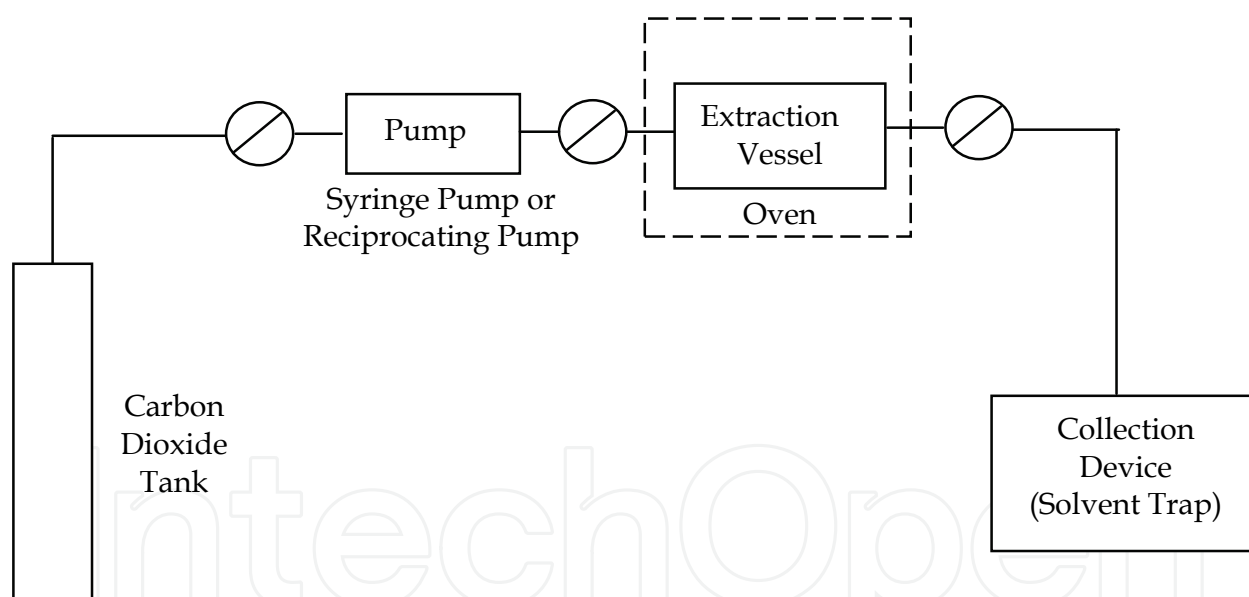 Pump
Syringe Pump or
Reciprocating Pump
Extraction
Vessel
Oven
Carbon
Dioxide
Tank
Collection
Device
(Solvent Trap)
IntechOpen